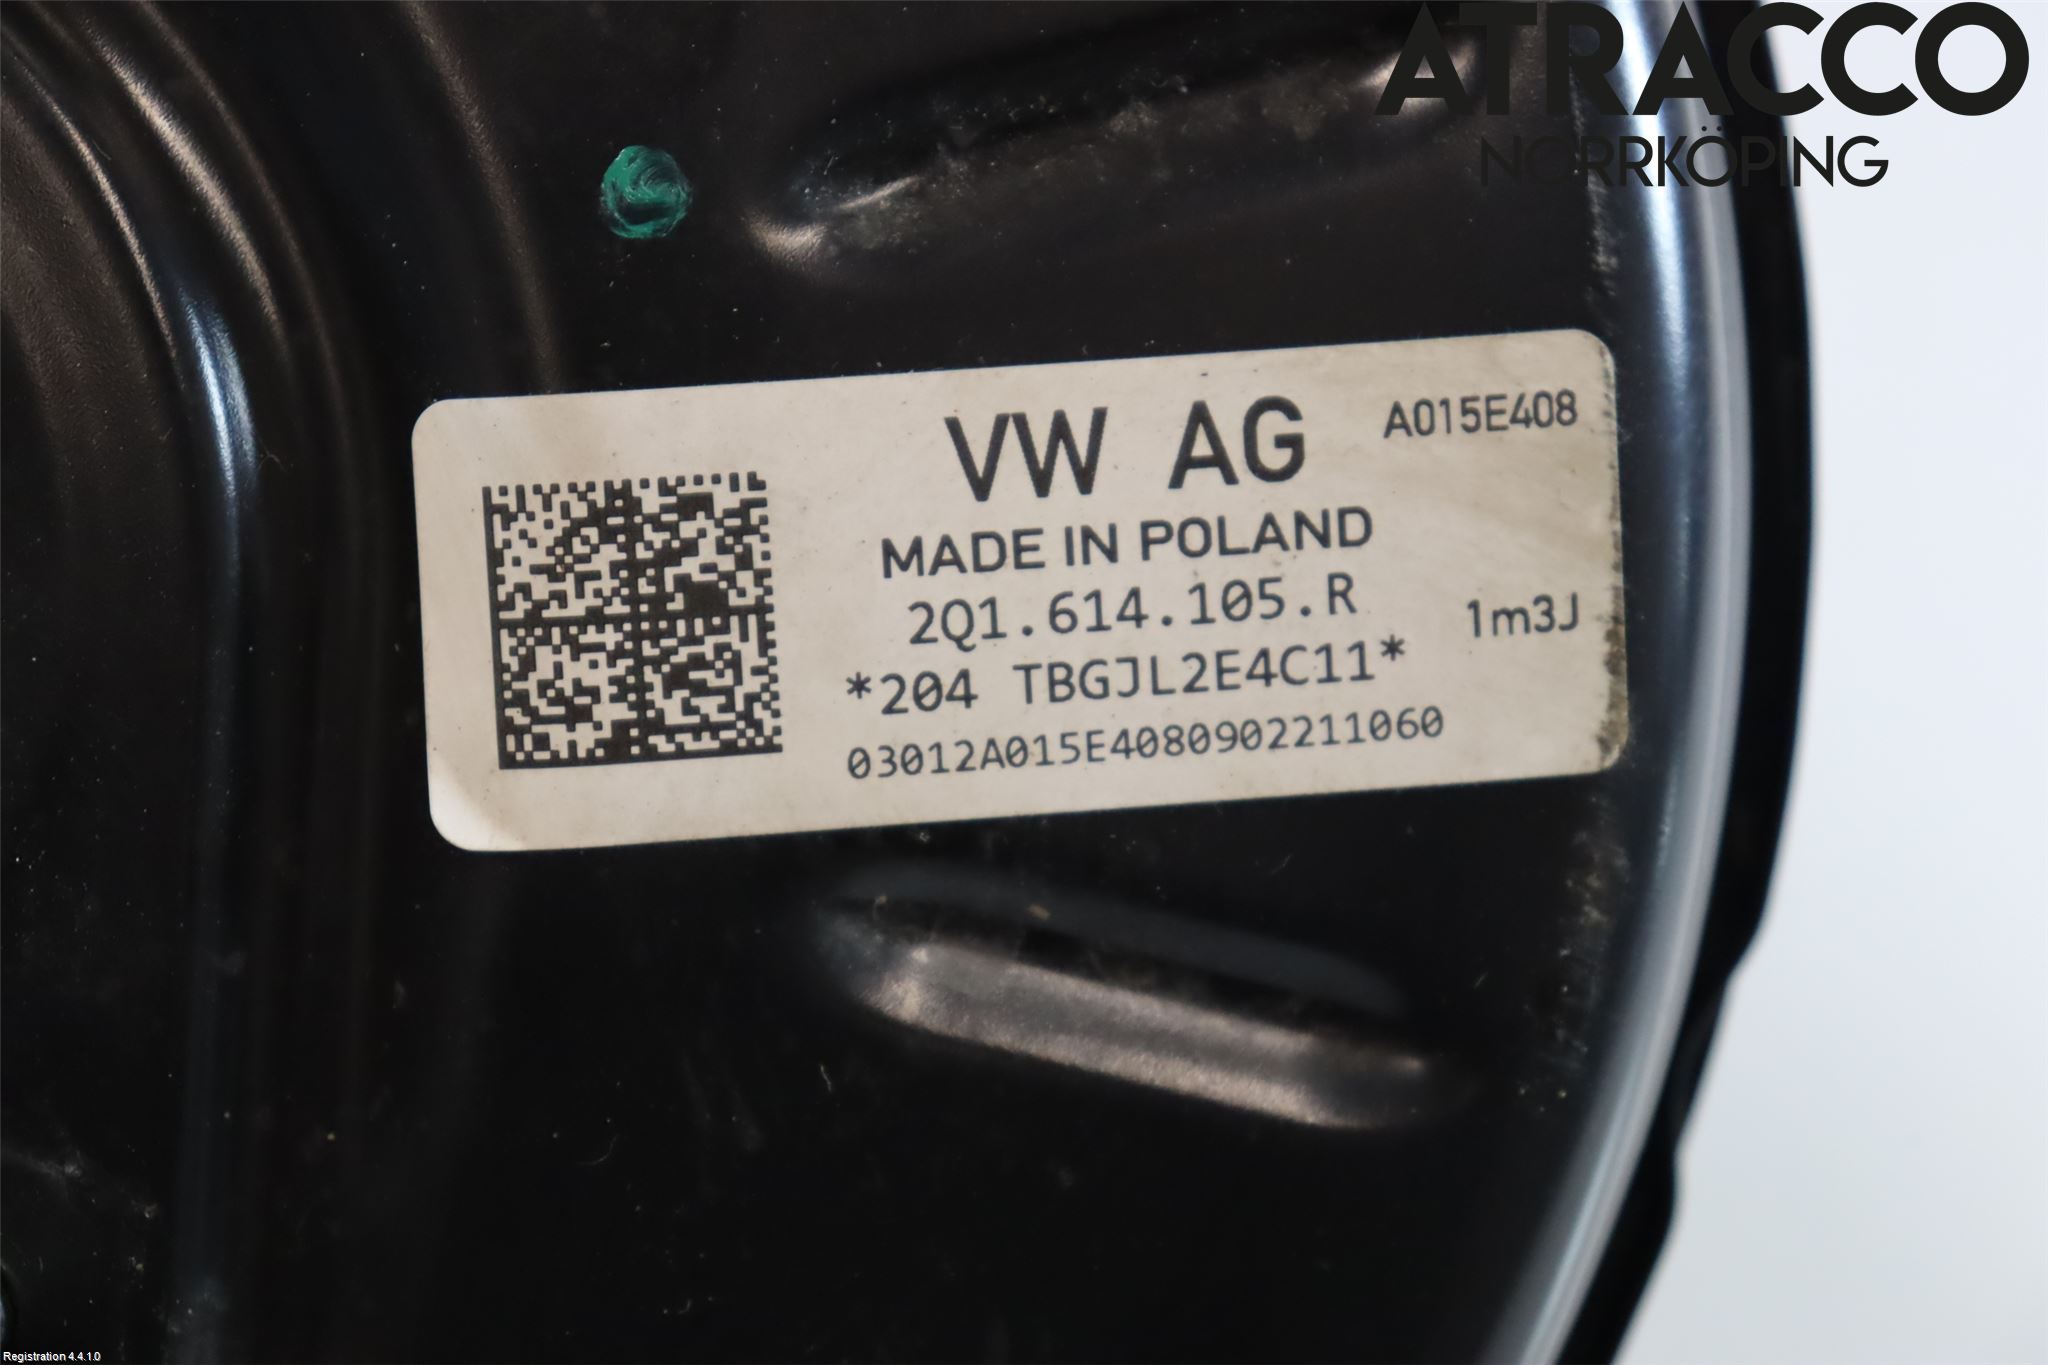 ATRACCO
NORRKÖPING
VW AG
A015E408
MADE IN POLAND
2Q1.614.105.R
1m3J
*204 TBGJL2E4C11*
03012A015E4080902211060
Registration 4.4.1.0